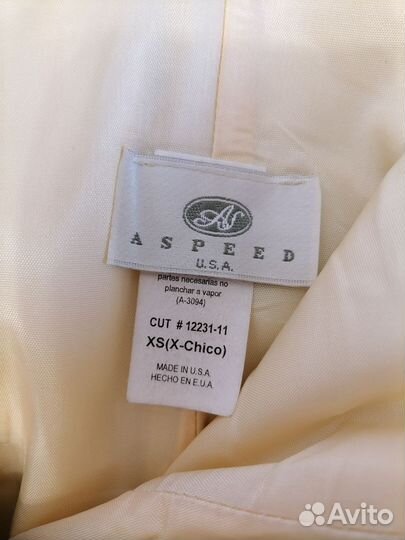 AS
ASPEED
U.S.A.
partes necesarias no
planchar a vapor
(A-3094)
CUT # 12231-11
XS(X-Chico)
MADE IN U.S.A.
HECHO EN E.U.A.
Avito